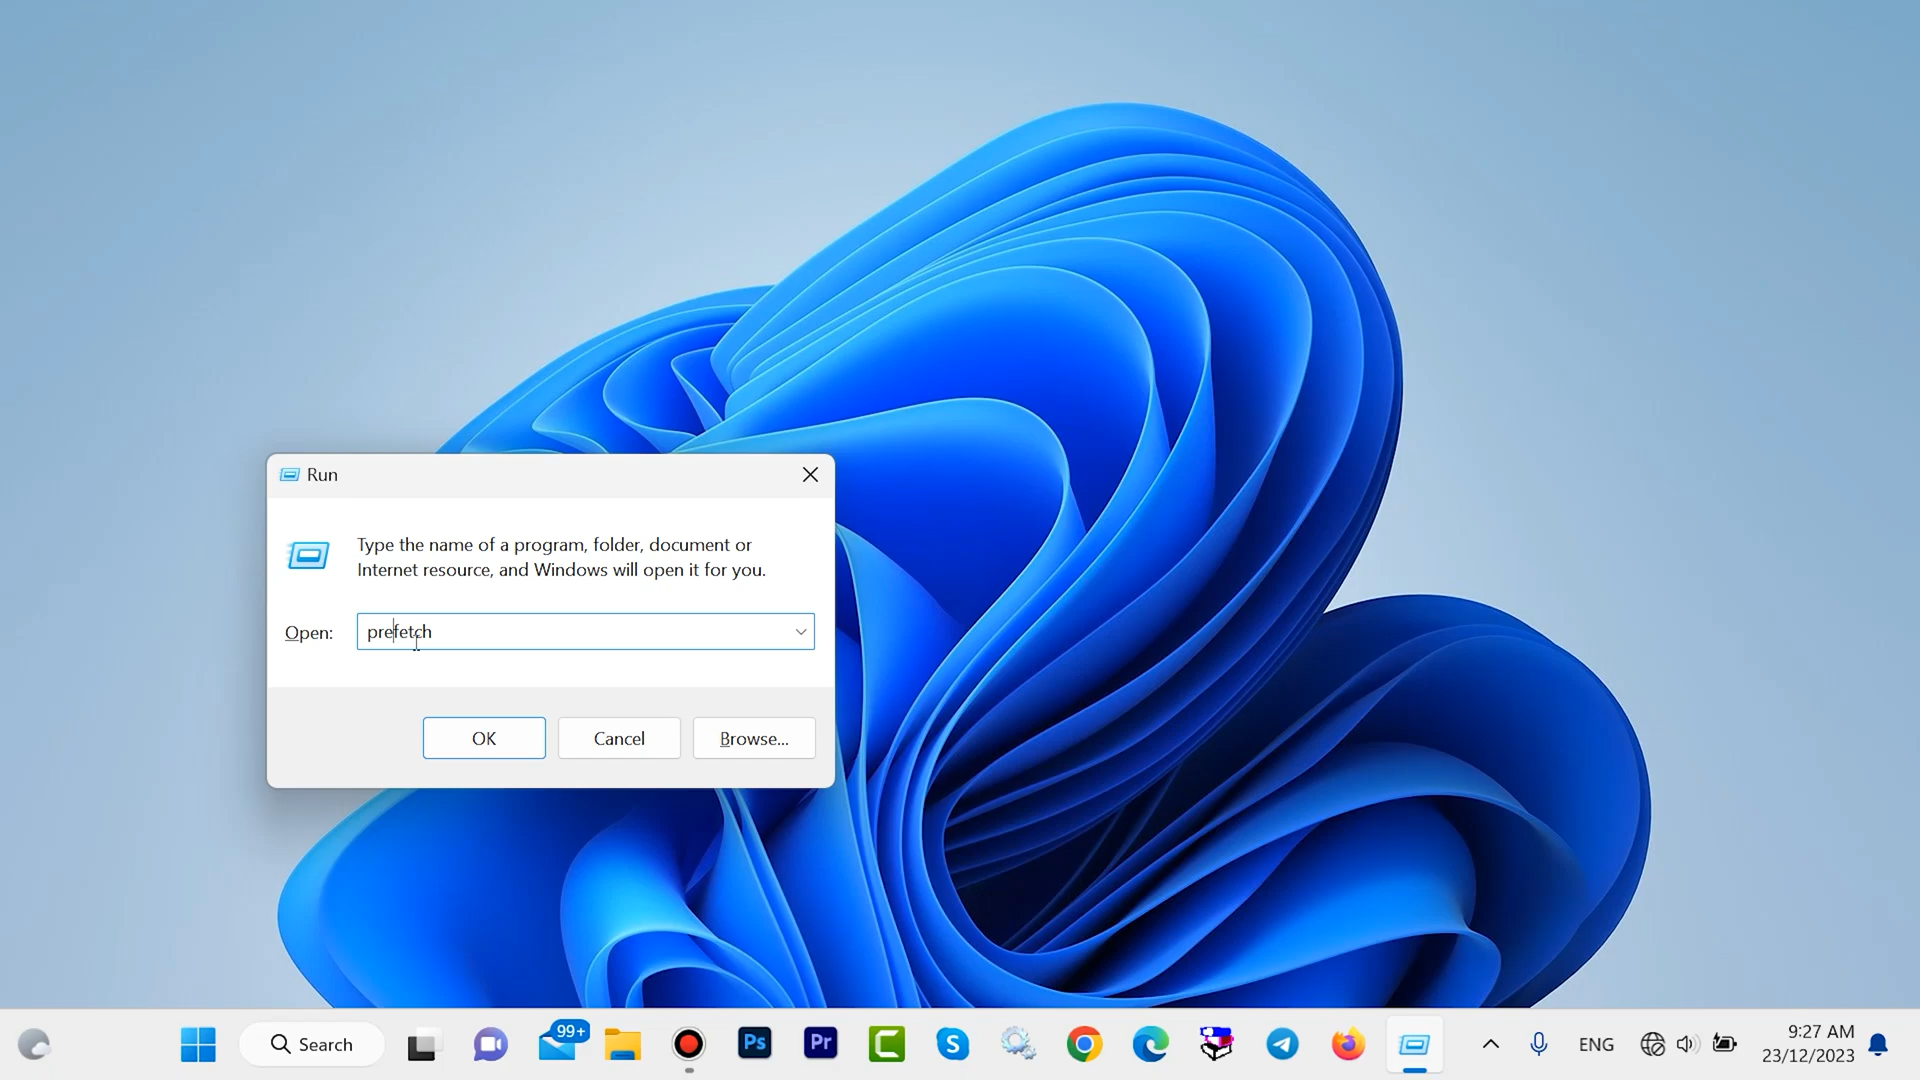 Run
Type the name of a program, folder, document or
Internet resource, and Windows will open it for you.
Open: prefetch
OK Cancel Browse...
Search 99+ Ps Pr ENG 9:27 AM
23/12/2023